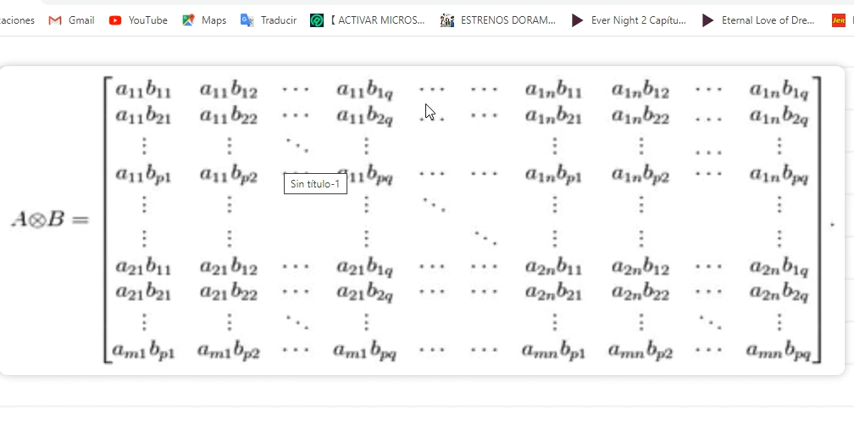 caciones Gmail YouTube Maps Traducir 【 ACTIVAR MICROS... ESTRENOS DORAM... Ever Night 2 Capítu... Eternal Love of Dre... Jen
a₁₁b₁₁ a₁₁b₁₂ ⋯ a₁₁b₁q ⋯ ⋯ a₁ₙb₁₁ a₁ₙb₁₂ ⋯ a₁ₙb₁q
a₁₁b₂₁ a₁₁b₂₂ ⋯ a₁₁b₂q ⋯ ⋯ a₁ₙb₂₁ a₁ₙb₂₂ … a₁ₙb₂q
⋮ ⋮ ⋱ ⋮ ⋮ ⋮ … ⋮
a₁₁bₚ₁ a₁₁bₚ₂ ⋯ a₁₁bₚq ⋯ ⋯ a₁ₙbₚ₁ a₁ₙbₚ₂ ⋯ a₁ₙbₚq
Sin título-1
⋮ ⋮ ⋮ ⋱ ⋮ ⋮ ⋮
A⊗B = .
⋮ ⋮ ⋮ ⋱ ⋮ ⋮ ⋮
a₂₁b₁₁ a₂₁b₁₂ ⋯ a₂₁b₁q ⋯ ⋯ a₂ₙb₁₁ a₂ₙb₁₂ ⋯ a₂ₙb₁q
a₂₁b₂₁ a₂₁b₂₂ ⋯ a₂₁b₂q ⋯ ⋯ a₂ₙb₂₁ a₂ₙb₂₂ ⋯ a₂ₙb₂q
⋮ ⋮ ⋱ ⋮ ⋮ ⋮ ⋱ ⋮
aₘ₁bₚ₁ aₘ₁bₚ₂ ⋯ aₘ₁bₚq ⋯ ⋯ aₘₙbₚ₁ aₘₙbₚ₂ ⋯ aₘₙbₚq